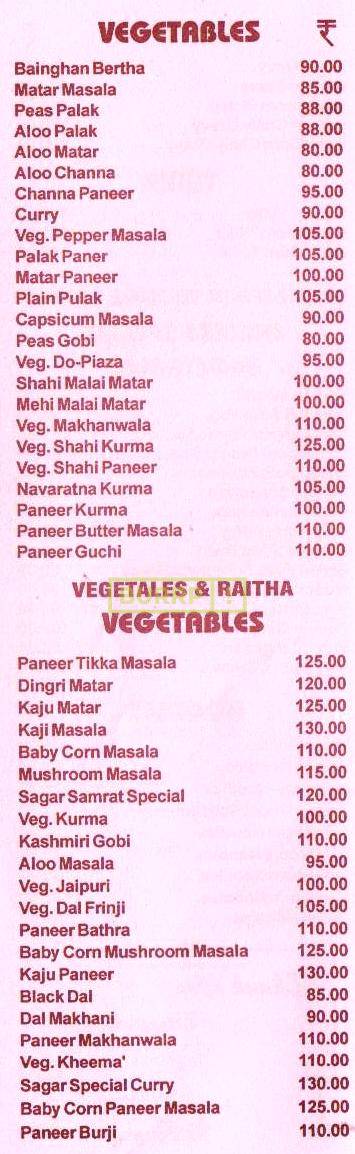 VEGETABLES ₹
Bainghan Bertha 90.00
Matar Masala 85.00
Peas Palak 88.00
Aloo Palak 88.00
Aloo Matar 80.00
Aloo Channa 80.00
Channa Paneer 95.00
Curry 90.00
Veg. Pepper Masala 105.00
Palak Paner 105.00
Matar Paneer 100.00
Plain Pulak 105.00
Capsicum Masala 90.00
Peas Gobi 80.00
Veg. Do-Piaza 95.00
Shahi Malai Matar 100.00
Mehi Malai Matar 100.00
Veg. Makhanwala 110.00
Veg. Shahi Kurma 125.00
Veg. Shahi Paneer 110.00
Navaratna Kurma 105.00
Paneer Kurma 100.00
Paneer Butter Masala 110.00
Paneer Guchi 110.00
VEGETALES & RAITHA
VEGETABLES
Paneer Tikka Masala 125.00
Dingri Matar 120.00
Kaju Matar 125.00
Kaji Masala 130.00
Baby Corn Masala 110.00
Mushroom Masala 115.00
Sagar Samrat Special 120.00
Veg. Kurma 100.00
Kashmiri Gobi 110.00
Aloo Masala 95.00
Veg. Jaipuri 100.00
Veg. Dal Frinji 105.00
Paneer Bathra 110.00
Baby Corn Mushroom Masala 125.00
Kaju Paneer 130.00
Black Dal 85.00
Dal Makhani 90.00
Paneer Makhanwala 110.00
Veg. Kheema' 110.00
Sagar Special Curry 130.00
Baby Corn Paneer Masala 125.00
Paneer Burji 110.00